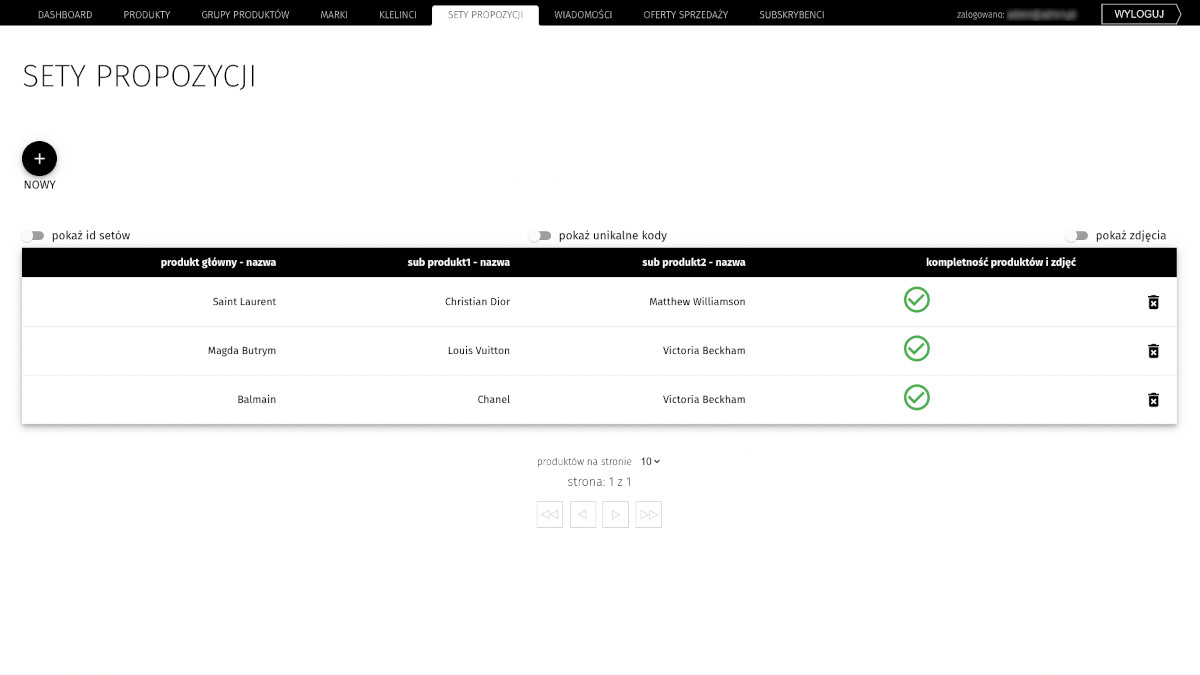 DASHBOARD PRODUKTY GRUPY PRODUKTÓW MARKI KLELINCI SETY PROPOZYCJI WIADOMOŚCI OFERTY SPRZEDAŻY SUBSKRYBENCI zalogowano: WYLOGUJ
SETY PROPOZYCJI
+
NOWY
pokaż id setów pokaż unikalne kody pokaż zdjęcia
produkt główny - nazwa sub produkt1 - nazwa sub produkt2 - nazwa kompletność produktów i zdjęć
Saint Laurent Christian Dior Matthew Williamson
Magda Butrym Louis Vuitton Victoria Beckham
Balmain Chanel Victoria Beckham
produktów na stronie 10
strona: 1 z 1